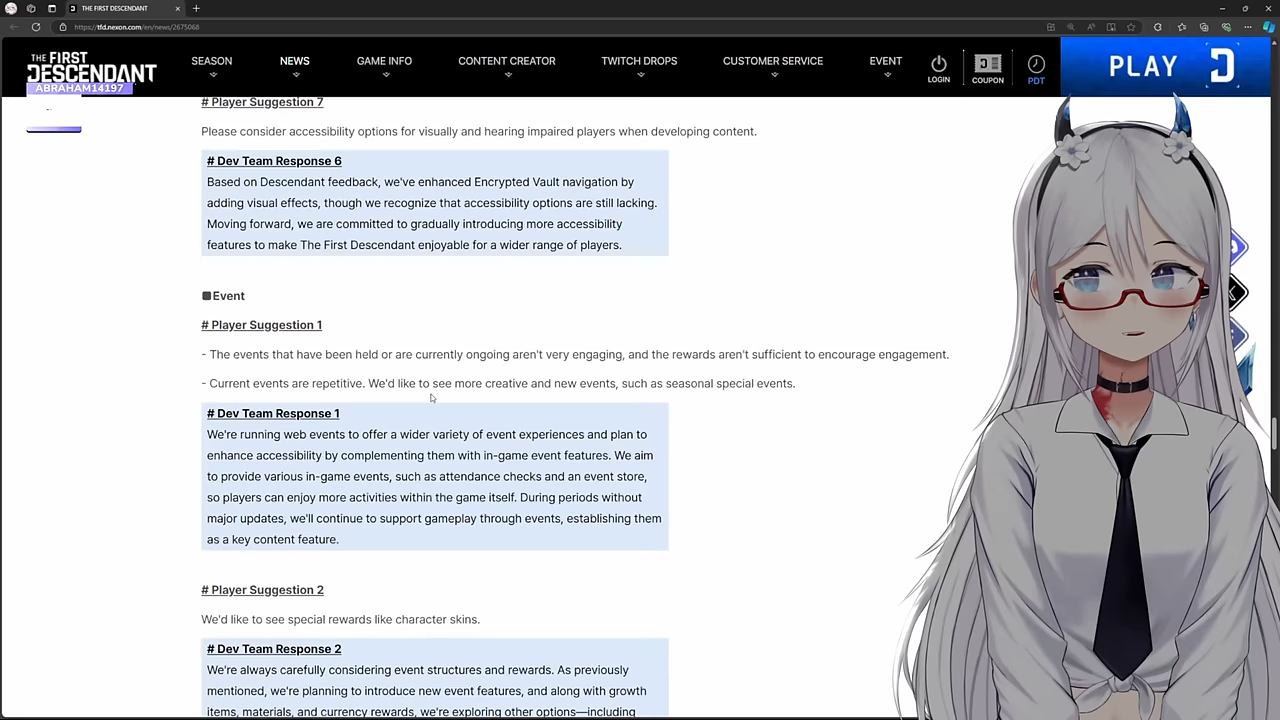 THE FIRST DESCENDANT
https://tfd.nexon.com/en/news/2675068
THE FIRST
DESCENDANT
SEASON
NEWS
GAME INFO
CONTENT CREATOR
TWITCH DROPS
CUSTOMER SERVICE
EVENT
LOGIN
COUPON
PDT
PLAY
ABRAHAM14197
# Player Suggestion 7
Please consider accessibility options for visually and hearing impaired players when developing content.
# Dev Team Response 6
Based on Descendant feedback, we've enhanced Encrypted Vault navigation by
adding visual effects, though we recognize that accessibility options are still lacking.
Moving forward, we are committed to gradually introducing more accessibility
features to make The First Descendant enjoyable for a wider range of players.
Event
# Player Suggestion 1
- The events that have been held or are currently ongoing aren't very engaging, and the rewards aren't sufficient to encourage engagement.
- Current events are repetitive. We'd like to see more creative and new events, such as seasonal special events.
# Dev Team Response 1
We're running web events to offer a wider variety of event experiences and plan to
enhance accessibility by complementing them with in-game event features. We aim
to provide various in-game events, such as attendance checks and an event store,
so players can enjoy more activities within the game itself. During periods without
major updates, we'll continue to support gameplay through events, establishing them
as a key content feature.
# Player Suggestion 2
We'd like to see special rewards like character skins.
# Dev Team Response 2
We're always carefully considering event structures and rewards. As previously
mentioned, we're planning to introduce new event features, and along with growth
items, materials, and currency rewards, we're exploring other options—including